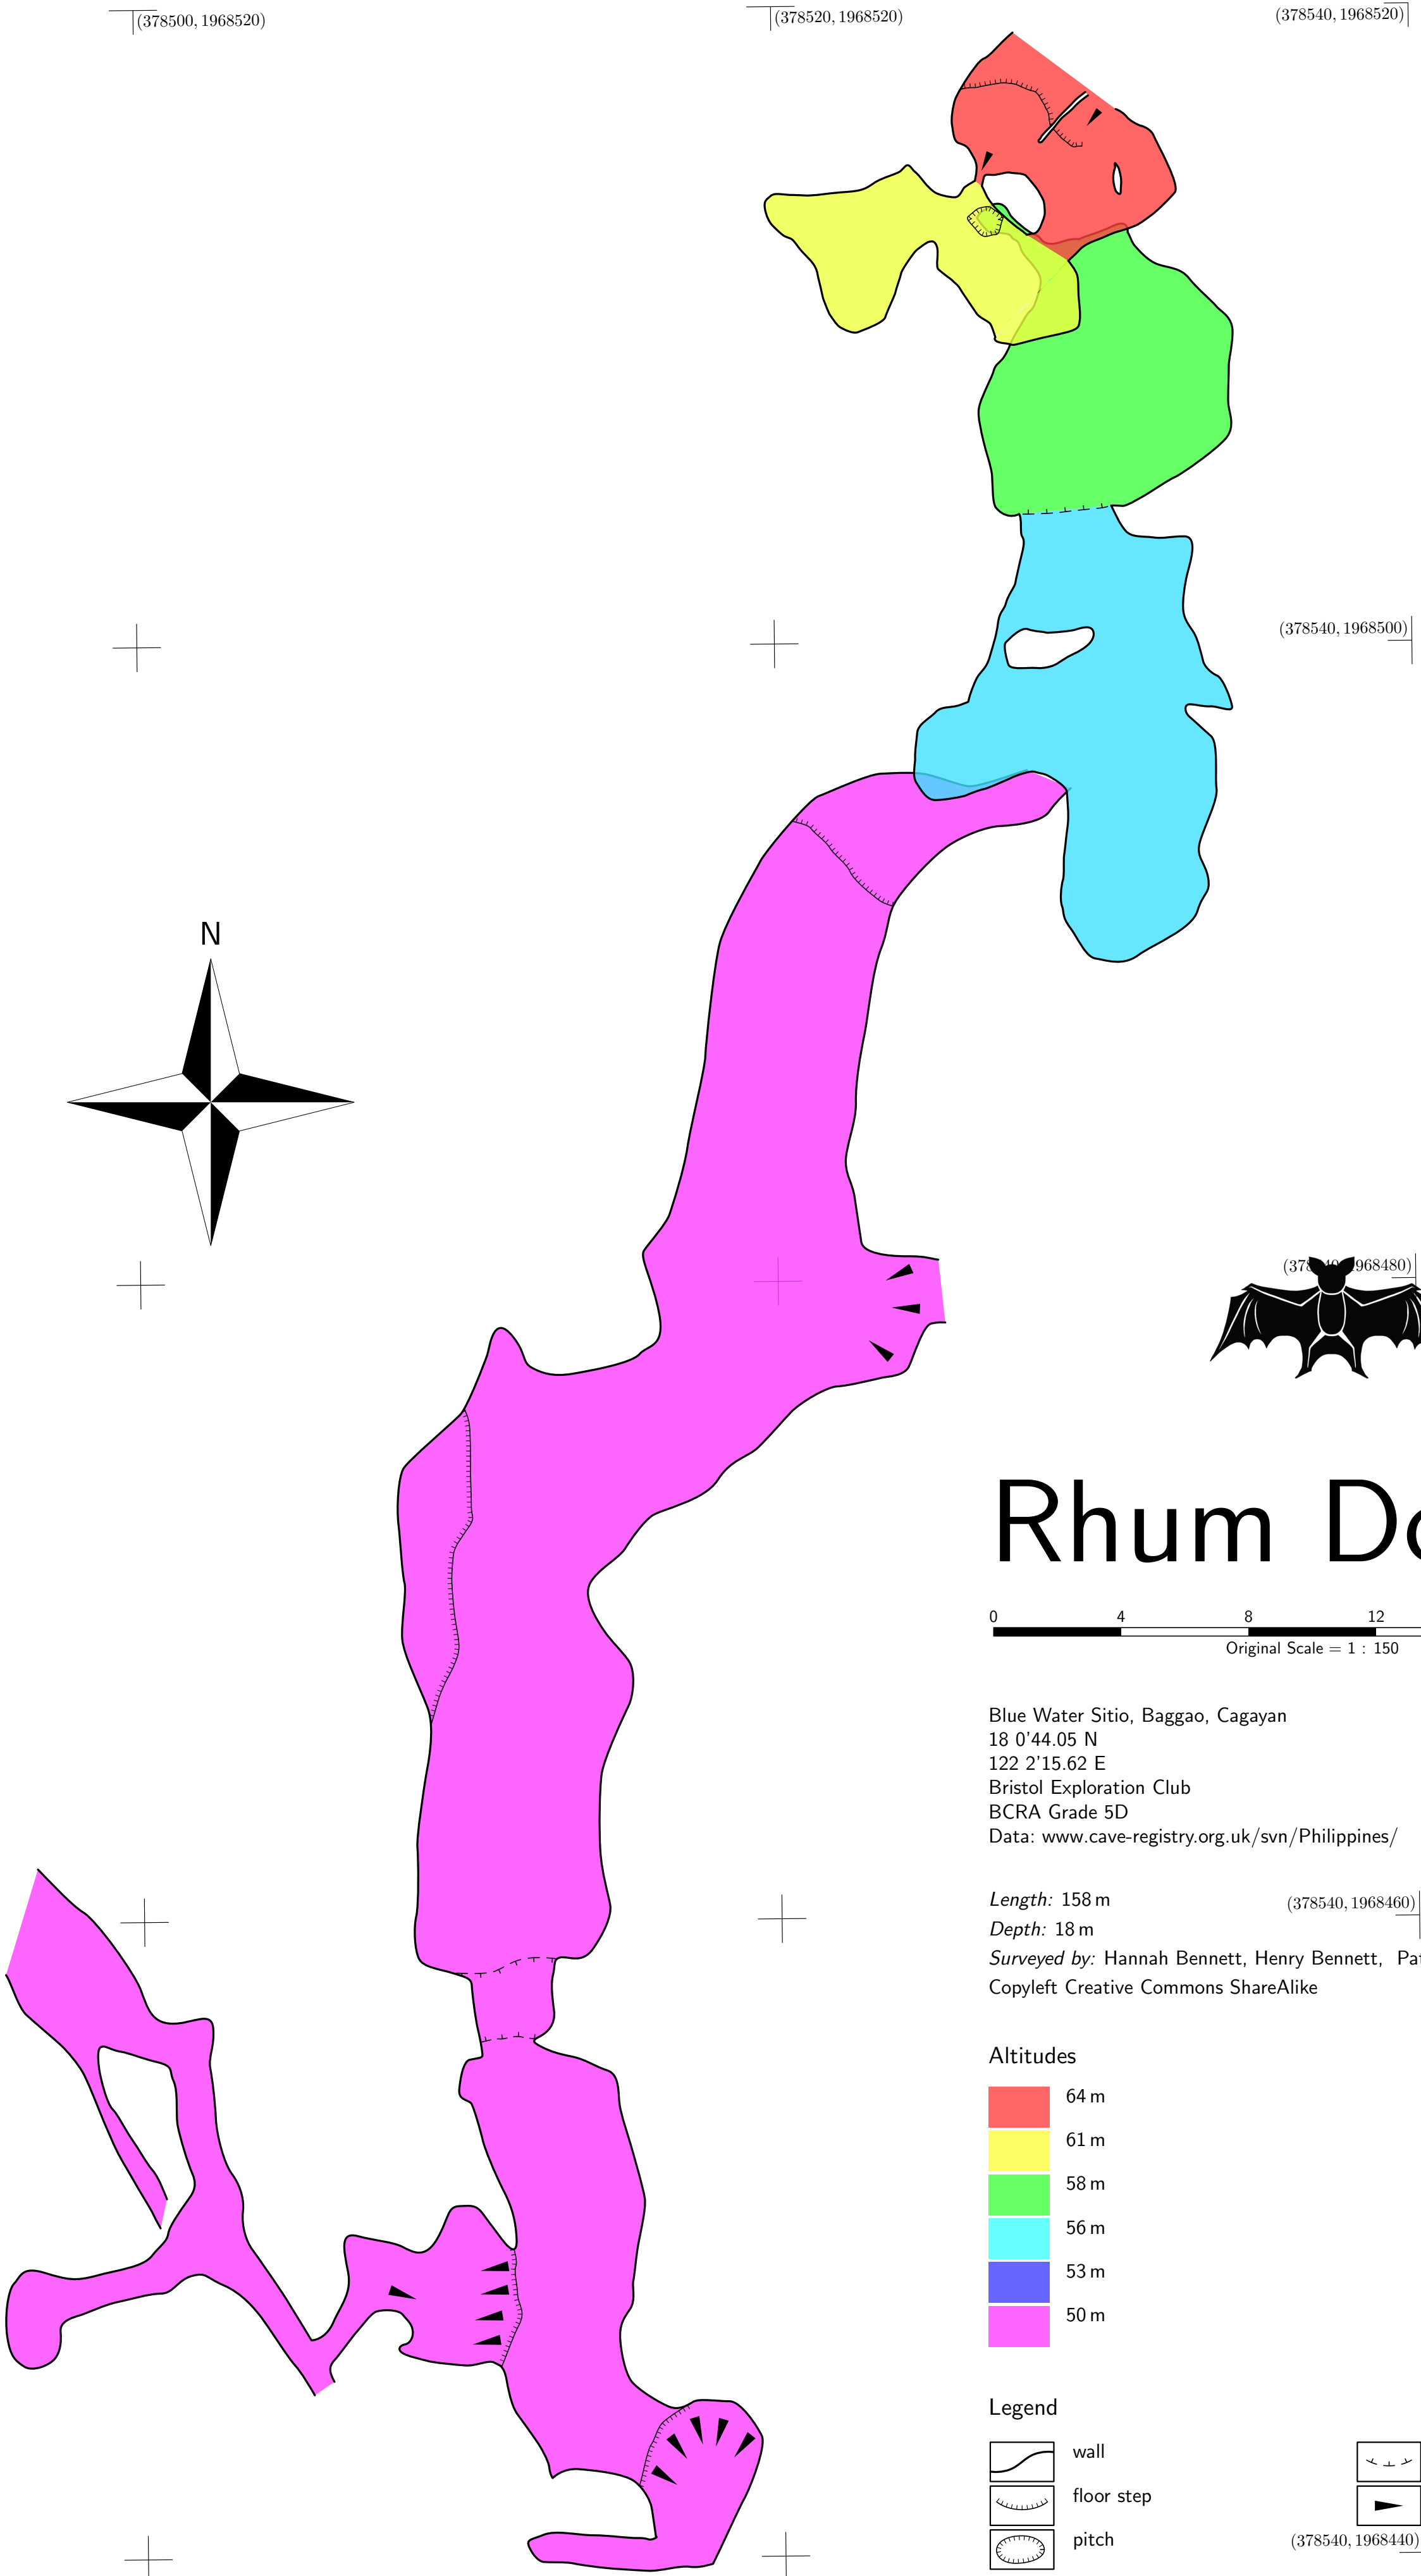 (378500, 1968520)
(378520, 1968520)
(378540, 1968520)
(378540, 1968500)
N
(378540, 1968480)
Rhum
0 4 8 12
Original Scale = 1 : 150
Blue Water Sitio, Baggao, Cagayan
18 0'44.05 N
122 2'15.62 E
Bristol Exploration Club
BCRA Grade 5D
Data: www.cave-registry.org.uk/svn/Philippines/
Length: 158 m
(378540, 1968460)
Depth: 18 m
Surveyed by: Hannah Bennett, Henry Bennett,
Copyleft Creative Commons ShareAlike
Altitudes
64 m
61 m
58 m
56 m
53 m
50 m
Legend
wall
floor step
pitch
(378540, 1968440)